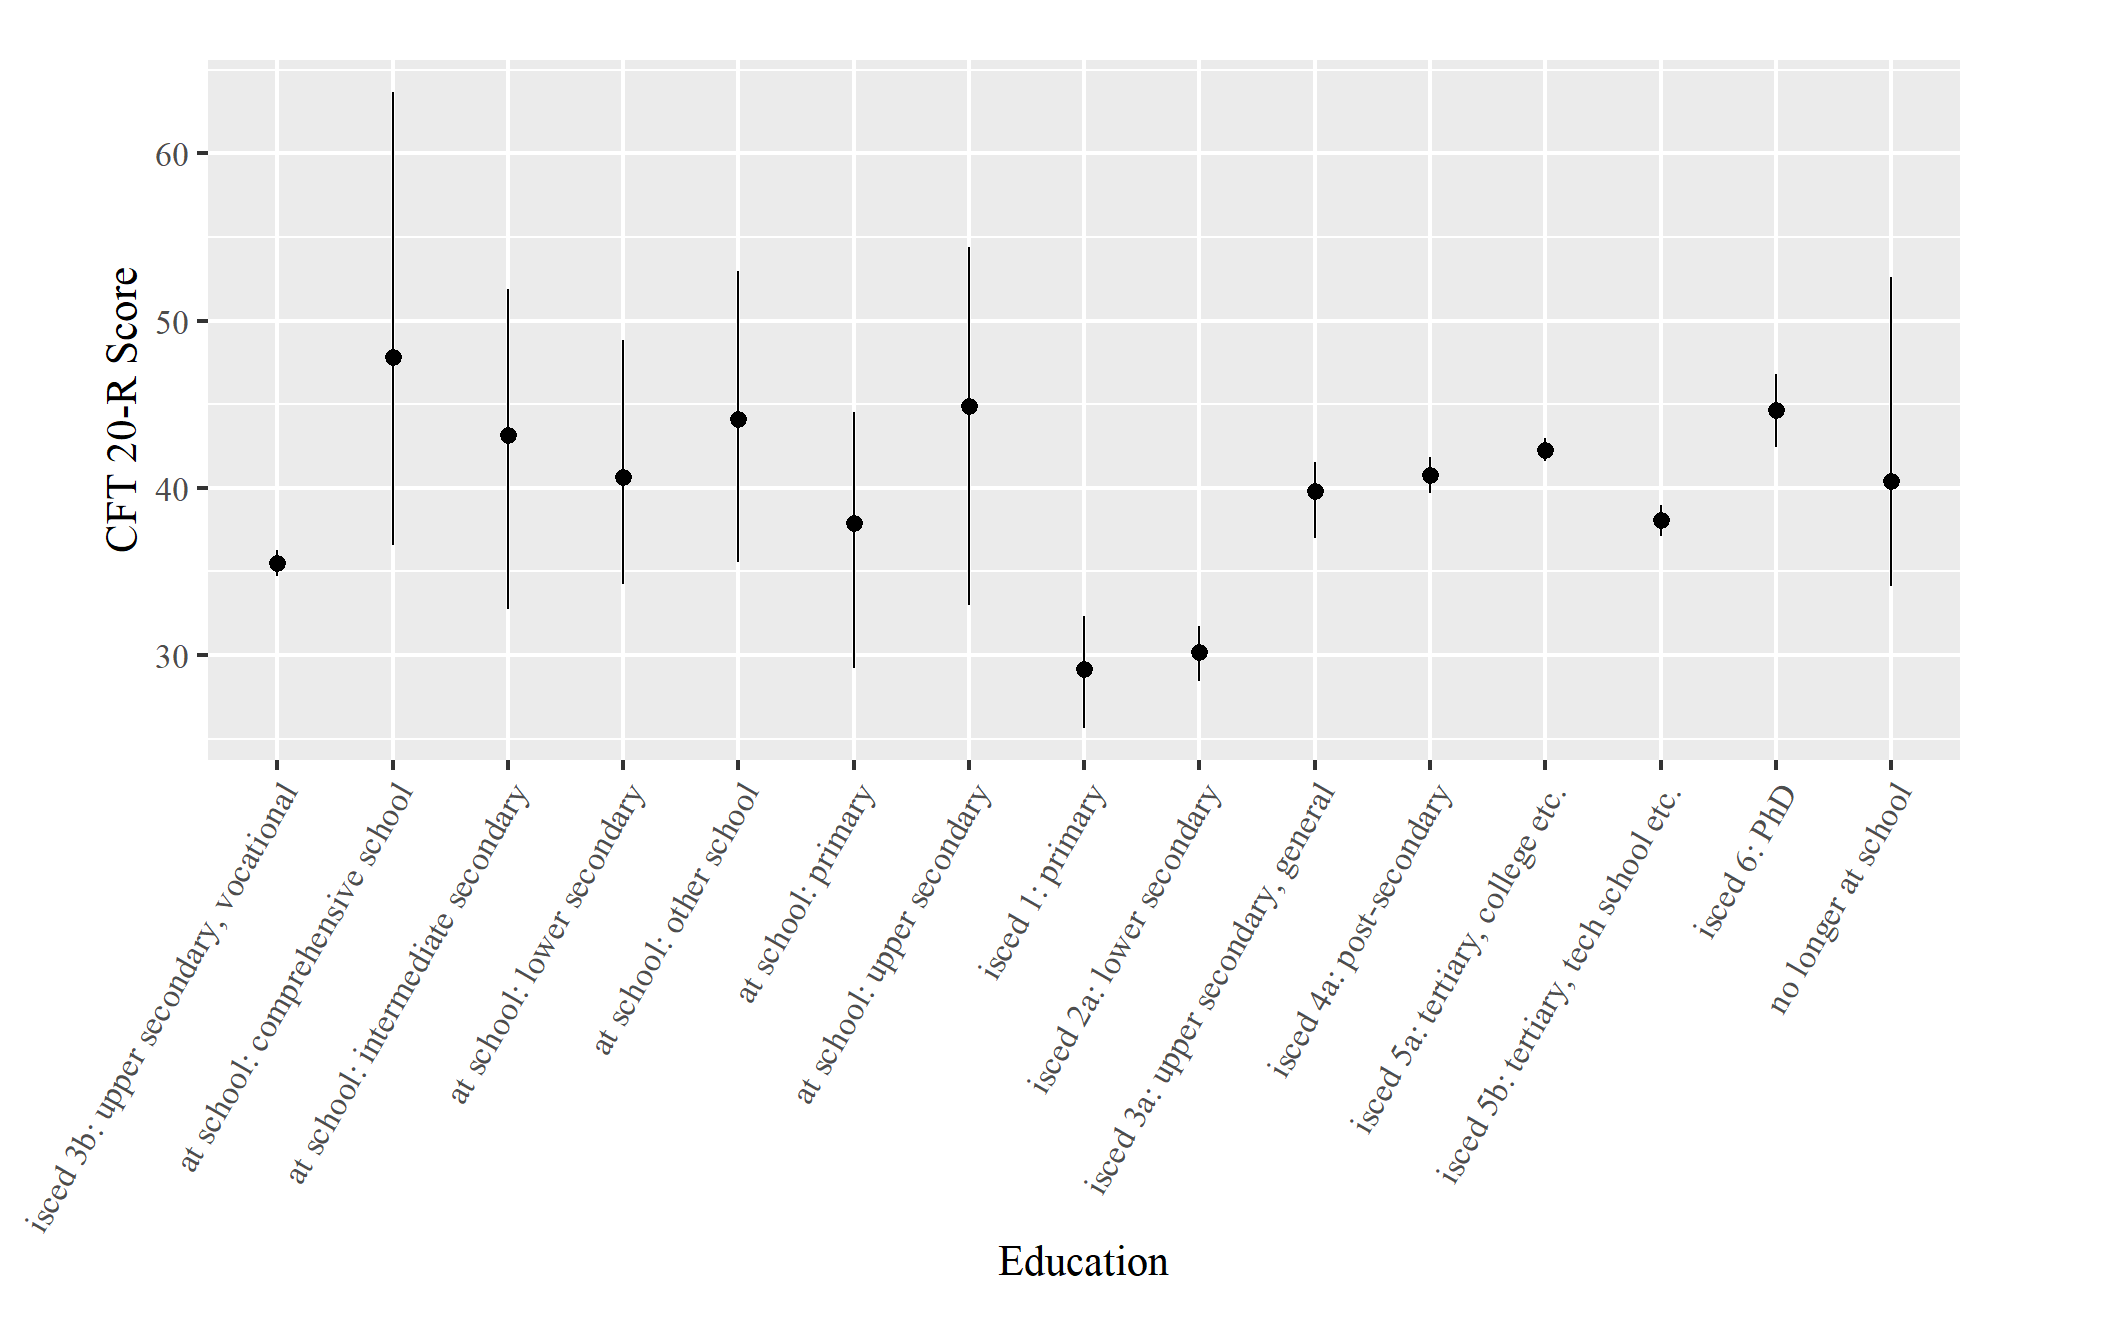 CFT 20-R Score
60
50
40
30
isced 3b: upper secondary, vocational
at school: comprehensive school
at school: intermediate secondary
at school: lower secondary
at school: other school
at school: primary
at school: upper secondary
isced 1: primary
isced 2a: lower secondary
isced 3a: upper secondary, general
isced 4a: post-secondary
isced 5a: tertiary, college etc.
isced 5b: tertiary, tech school etc.
isced 6: PhD
no longer at school
Education